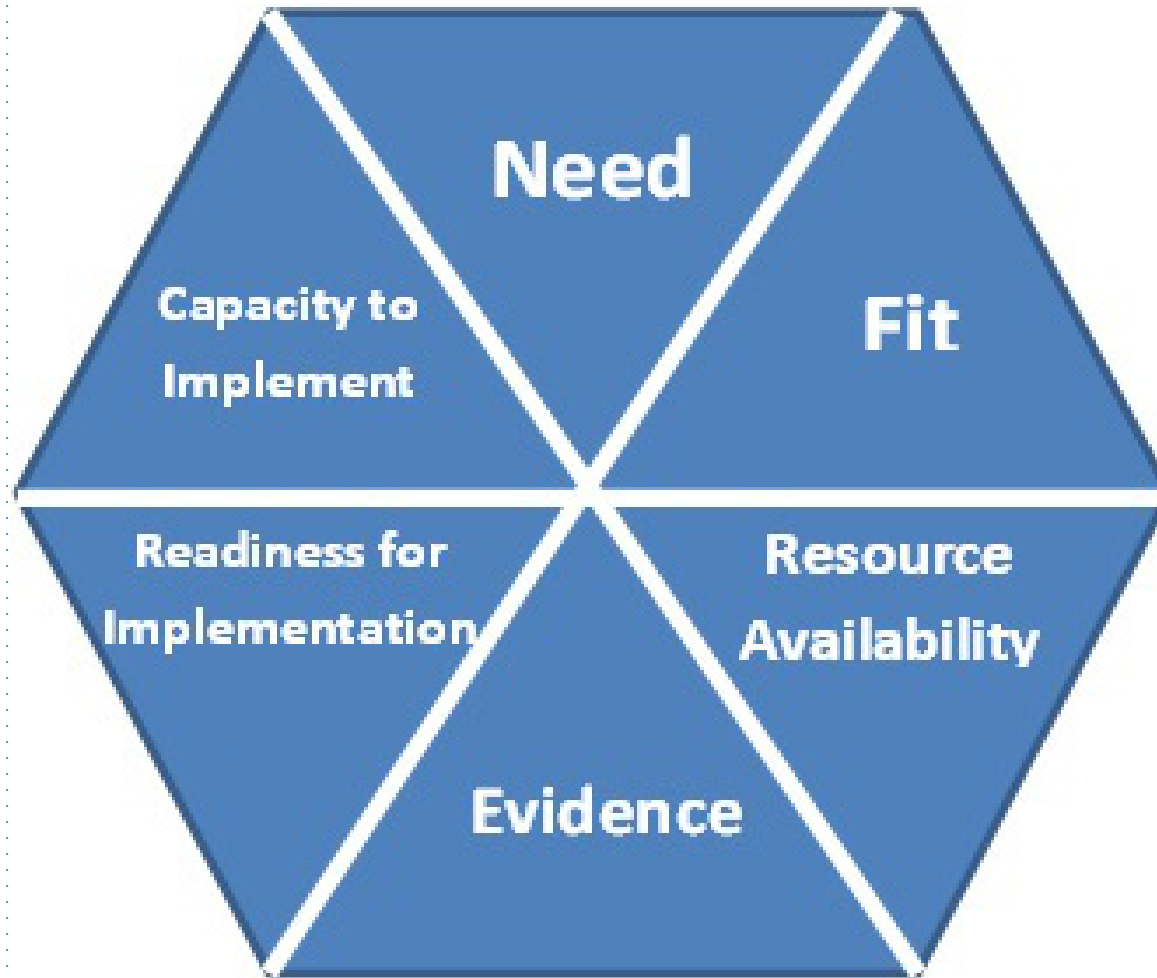 Need
Fit
Capacity to
Implement
Readiness for
Implementation
Resource
Availability
Evidence